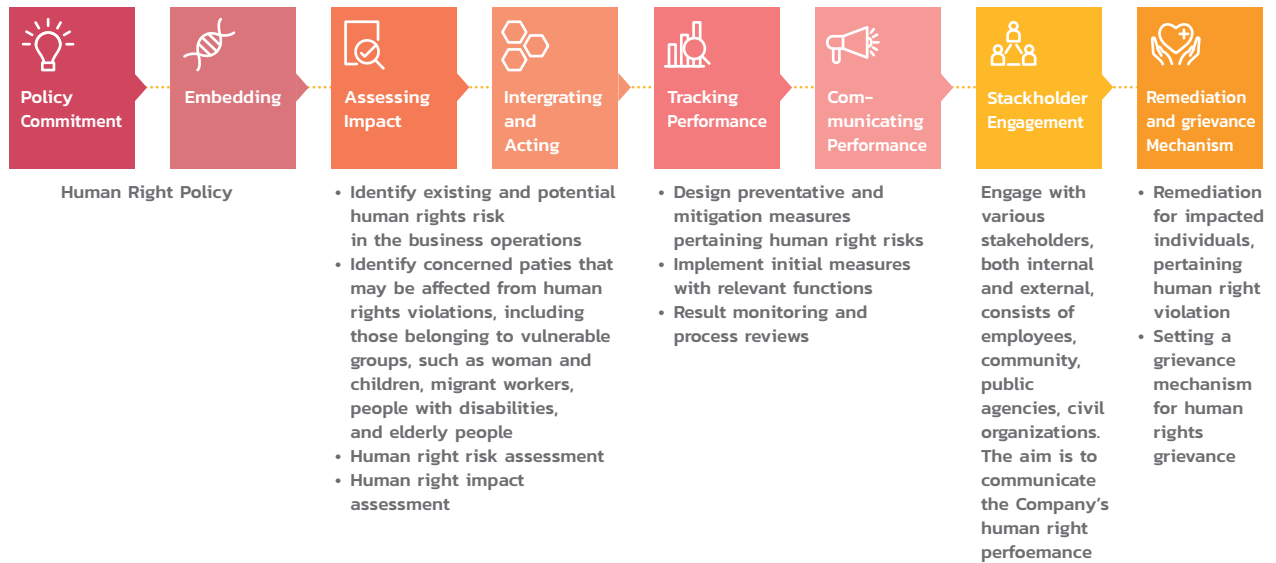 Policy
Commitment
Embedding
Assessing
Impact
Intergrating
and
Acting
Tracking
Performance
Com-
municating
Performance
Stackholder
Engagement
Remediation
and grievance
Mechanism
Human Right Policy
• Identify existing and potential
human rights risk
in the business operations
• Identify concerned paties that
may be affected from human
rights violations, including
those belonging to vulnerable
groups, such as woman and
children, migrant workers,
people with disabilities,
and elderly people
• Human right risk assessment
• Human right impact
assessment
• Design preventative and
mitigation measures
pertaining human right risks
• Implement initial measures
with relevant functions
• Result monitoring and
process reviews
Engage with
various
stakeholders,
both internal
and external,
consists of
employees,
community,
public
agencies, civil
organizations.
The aim is to
communicate
the Company's
human right
perfoemance
• Remediation
for impacted
individuals,
pertaining
human right
violation
• Setting a
grievance
mechanism
for human
rights
grievance